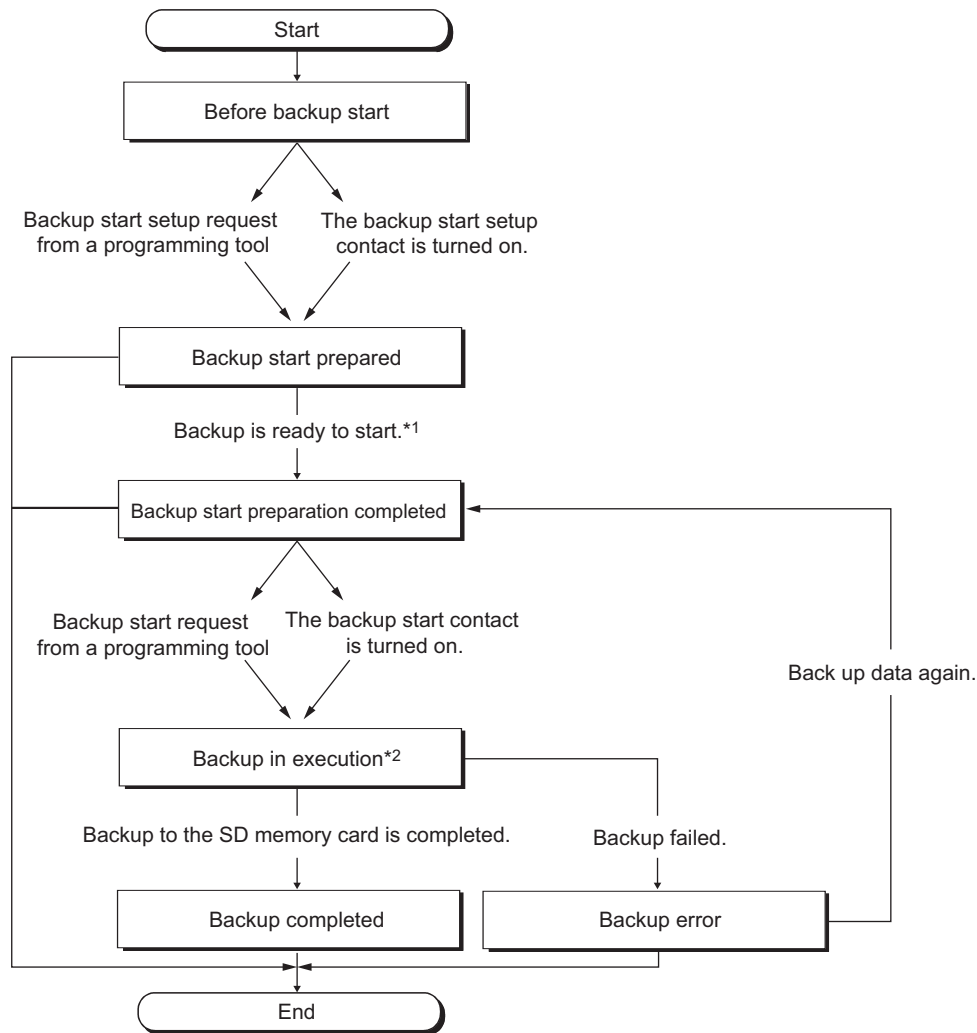 Start
Before backup start
Backup start setup request
from a programming tool
The backup start setup
contact is turned on.
Backup start prepared
Backup is ready to start.*1
Backup start preparation completed
Backup start request
from a programming tool
The backup start contact
is turned on.
Back up data again.
Backup in execution*2
Backup to the SD memory card is completed.
Backup failed.
Backup completed
Backup error
End